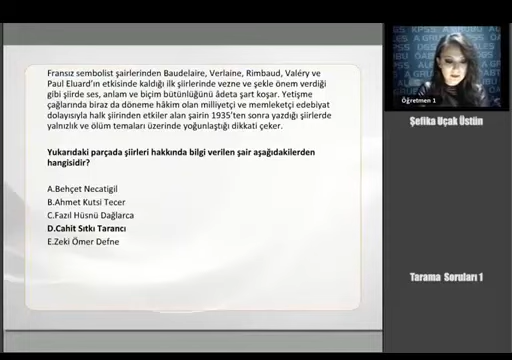 Fransız sembolist şairlerinden Baudelaire, Verlaine, Rimbaud, Valéry ve
Paul Eluard'ın etkisinde kaldığı ilk şiirlerinde vezne ve şekle önem verdiği
gibi şiirde ses, anlam ve biçim bütünlüğünü âdeta şart koşar. Yetişme
çağlarında biraz da döneme hâkim olan milliyetçi ve memleketçi edebiyat
dolayısıyla halk şiirinden etkiler alan şairin 1935'ten sonra yazdığı şiirlerde
yalnızlık ve ölüm temaları üzerinde yoğunlaştığı dikkati çeker.
Yukarıdaki parçada şiirleri hakkında bilgi verilen şair aşağıdakilerden
hangisidir?
A.Behçet Necatigil
B.Ahmet Kutsi Tecer
C.Fazıl Hüsnü Dağlarca
D.Cahit Sıtkı Tarancı
E.Zeki Ömer Defne
Öğretmen 1
Şefika Uçak Üstün
Tarama Soruları 1